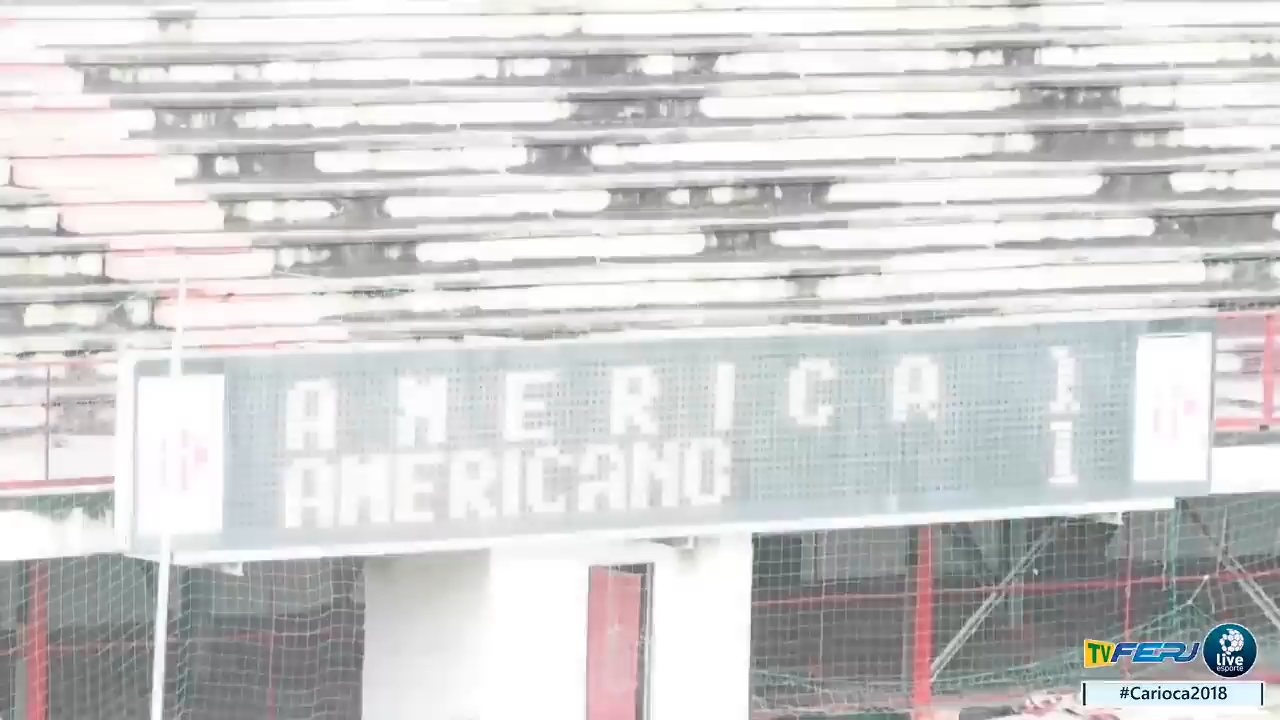 AMERICA 1
AMERICANO 1
TV FERJ
live
esporte
#Carioca2018